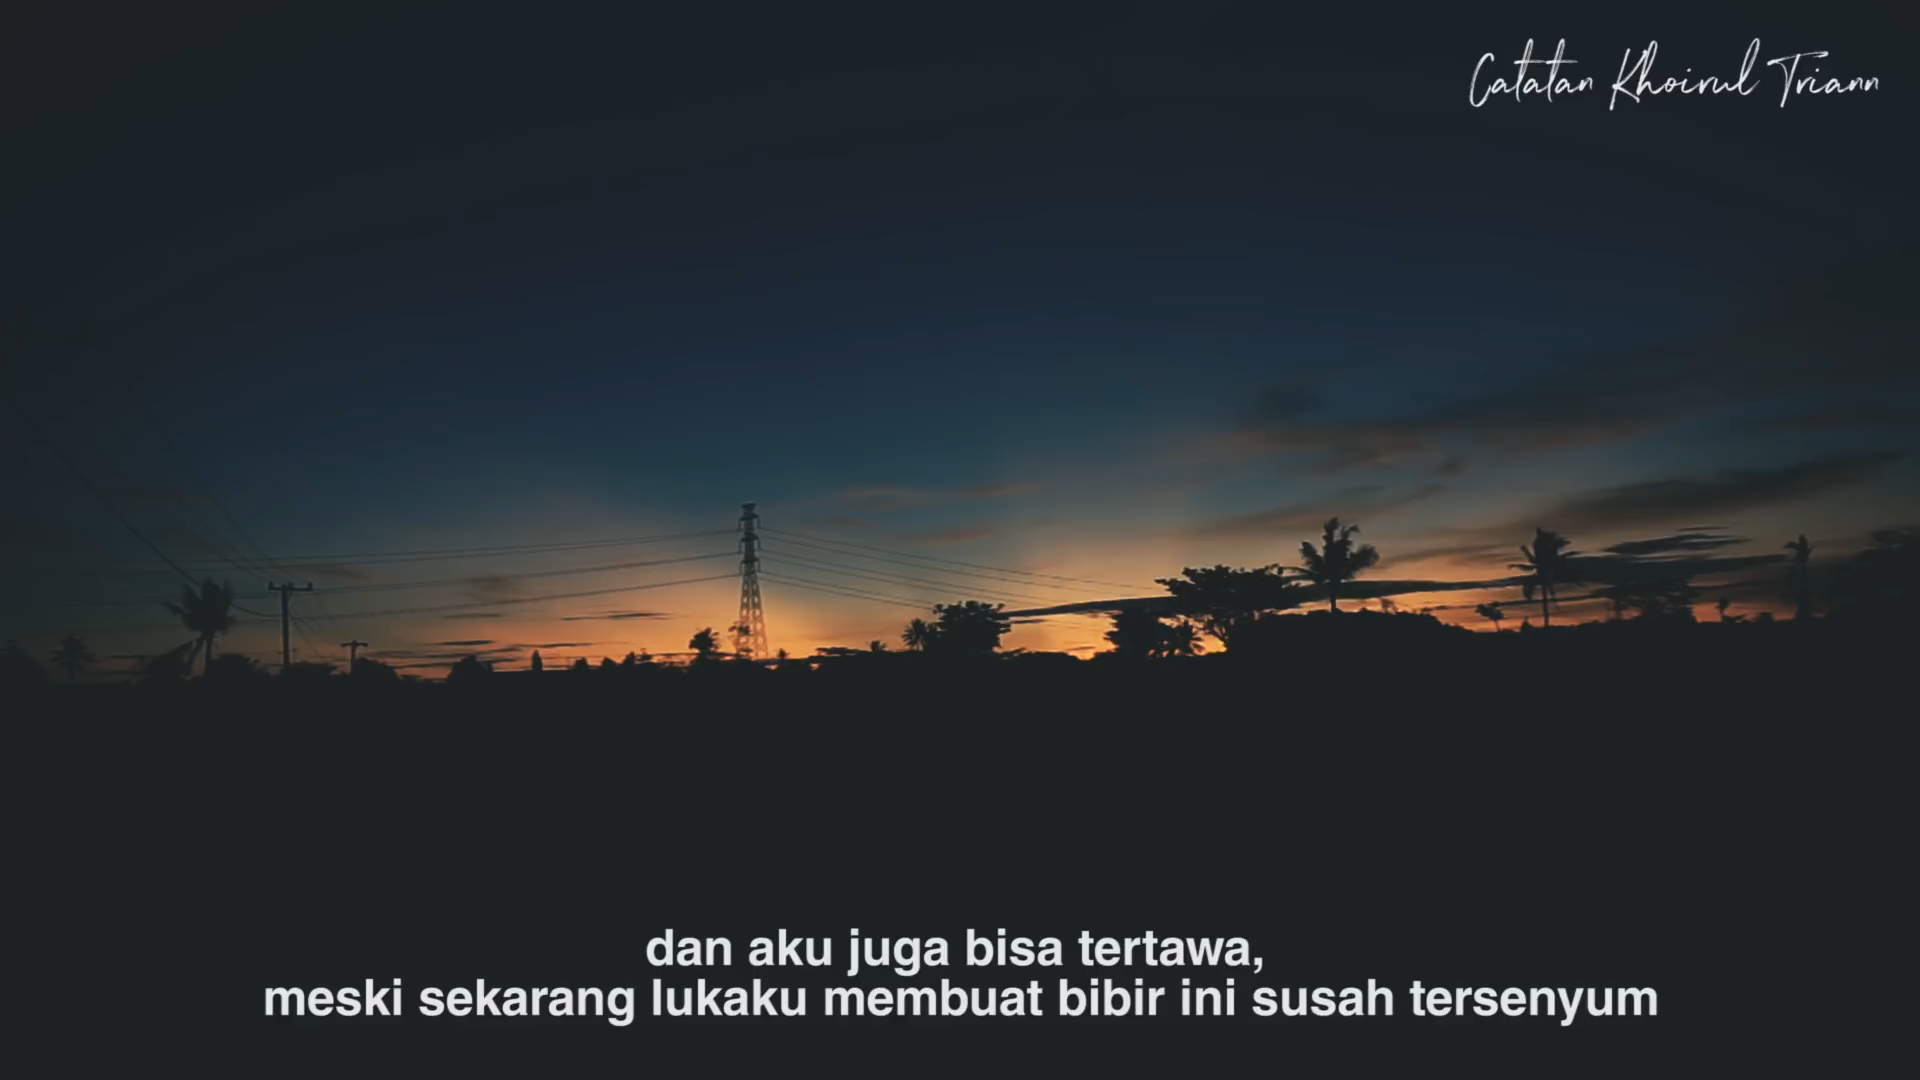 Catatan Khoirul Triann
dan aku juga bisa tertawa,
meski sekarang lukaku membuat bibir ini susah tersenyum